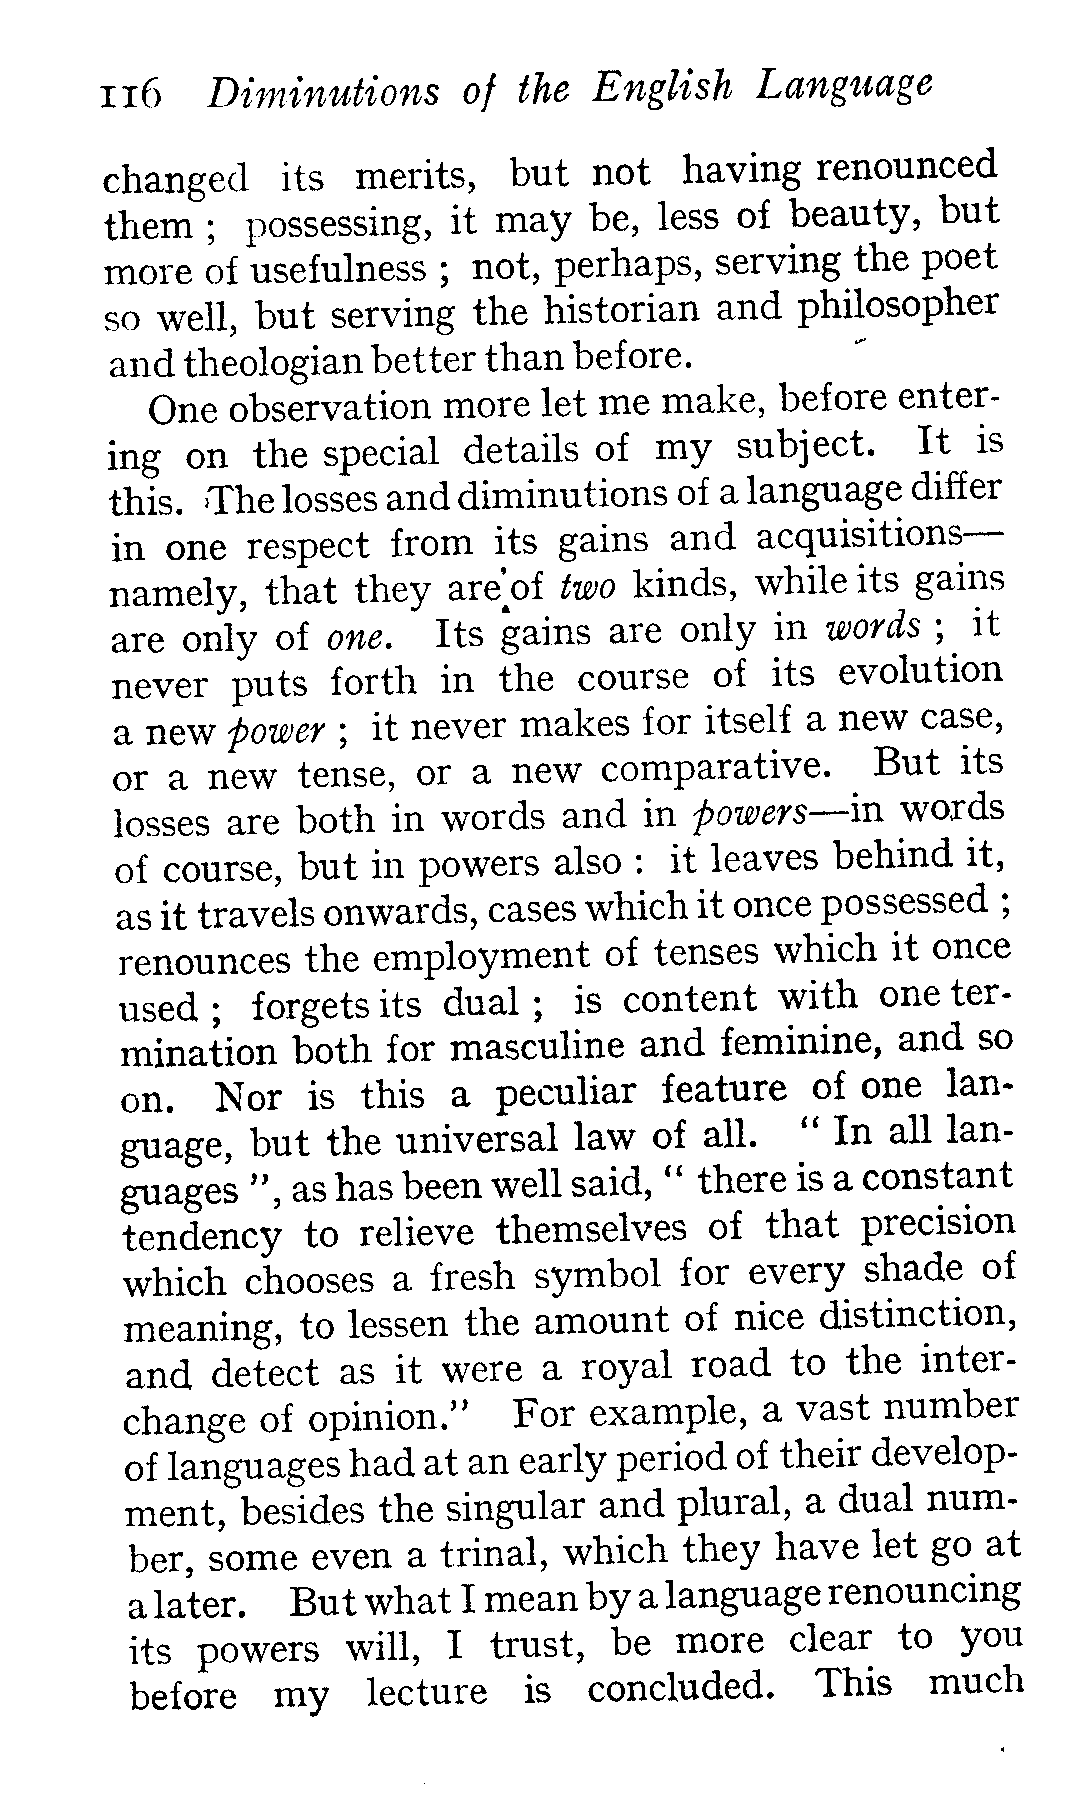 116 Diminutions of the English Language
changed its merits, but not having renounced
them ; possessing, it may be, less of beauty, but
more of usefulness ; not, perhaps, serving the poet
so well, but serving the historian and philosopher
and theologian better than before.
One observation more let me make, before enter-
ing on the special details of my subject. It is
this. The losses and diminutions of a language differ
in one respect from its gains and acquisitions—
namely, that they are of two kinds, while its gains
are only of one. Its gains are only in words ; it
never puts forth in the course of its evolution
a new power ; it never makes for itself a new case,
or a new tense, or a new comparative. But its
losses are both in words and in powers—in words
of course, but in powers also : it leaves behind it,
as it travels onwards, cases which it once possessed ;
renounces the employment of tenses which it once
used ; forgets its dual ; is content with one ter-
mination both for masculine and feminine, and so
on. Nor is this a peculiar feature of one lan-
guage, but the universal law of all. " In all lan-
guages ", as has been well said, " there is a constant
tendency to relieve themselves of that precision
which chooses a fresh symbol for every shade of
meaning, to lessen the amount of nice distinction,
and detect as it were a royal road to the inter-
change of opinion." For example, a vast number
of languages had at an early period of their develop-
ment, besides the singular and plural, a dual num-
ber, some even a trinal, which they have let go at
a later. But what I mean by a language renouncing
its powers will, I trust, be more clear to you
before my lecture is concluded. This much